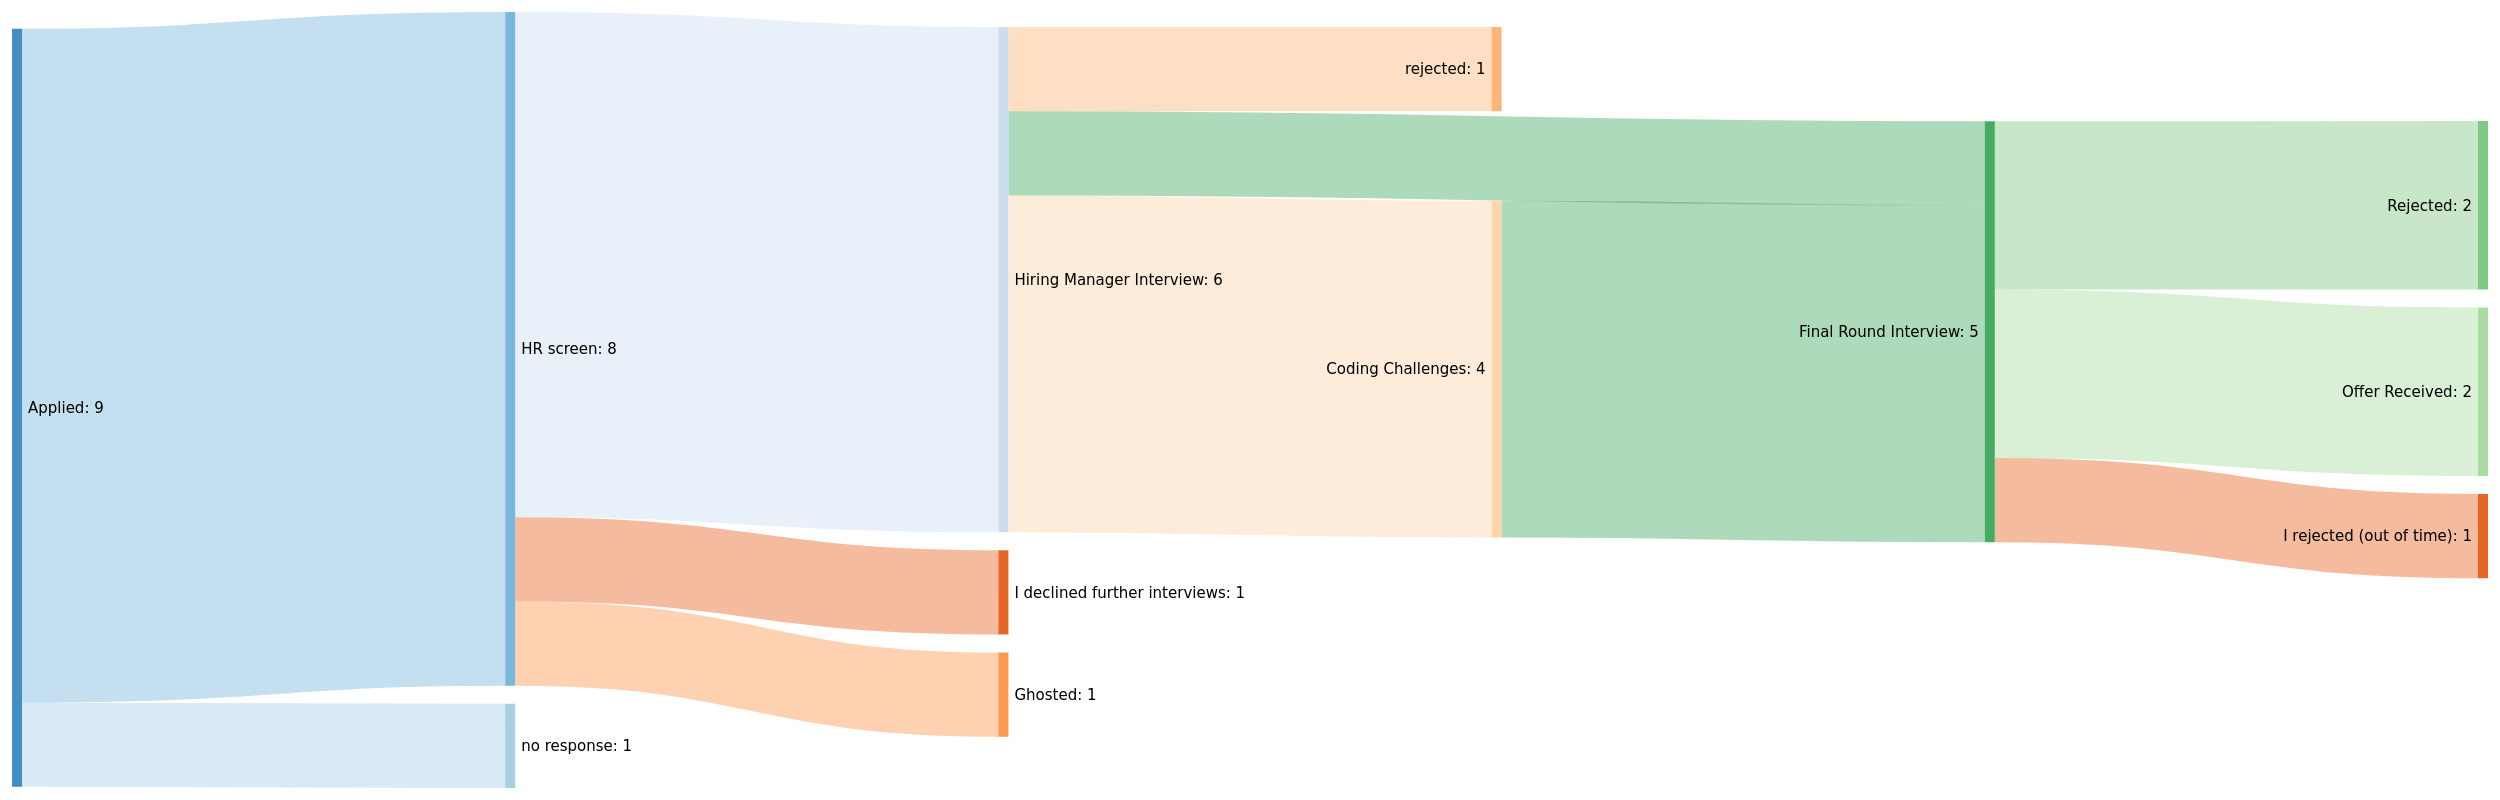 Applied: 9
HR screen: 8
no response: 1
Hiring Manager Interview: 6
I declined further interviews: 1
Ghosted: 1
rejected: 1
Coding Challenges: 4
Final Round Interview: 5
Rejected: 2
Offer Received: 2
I rejected (out of time): 1